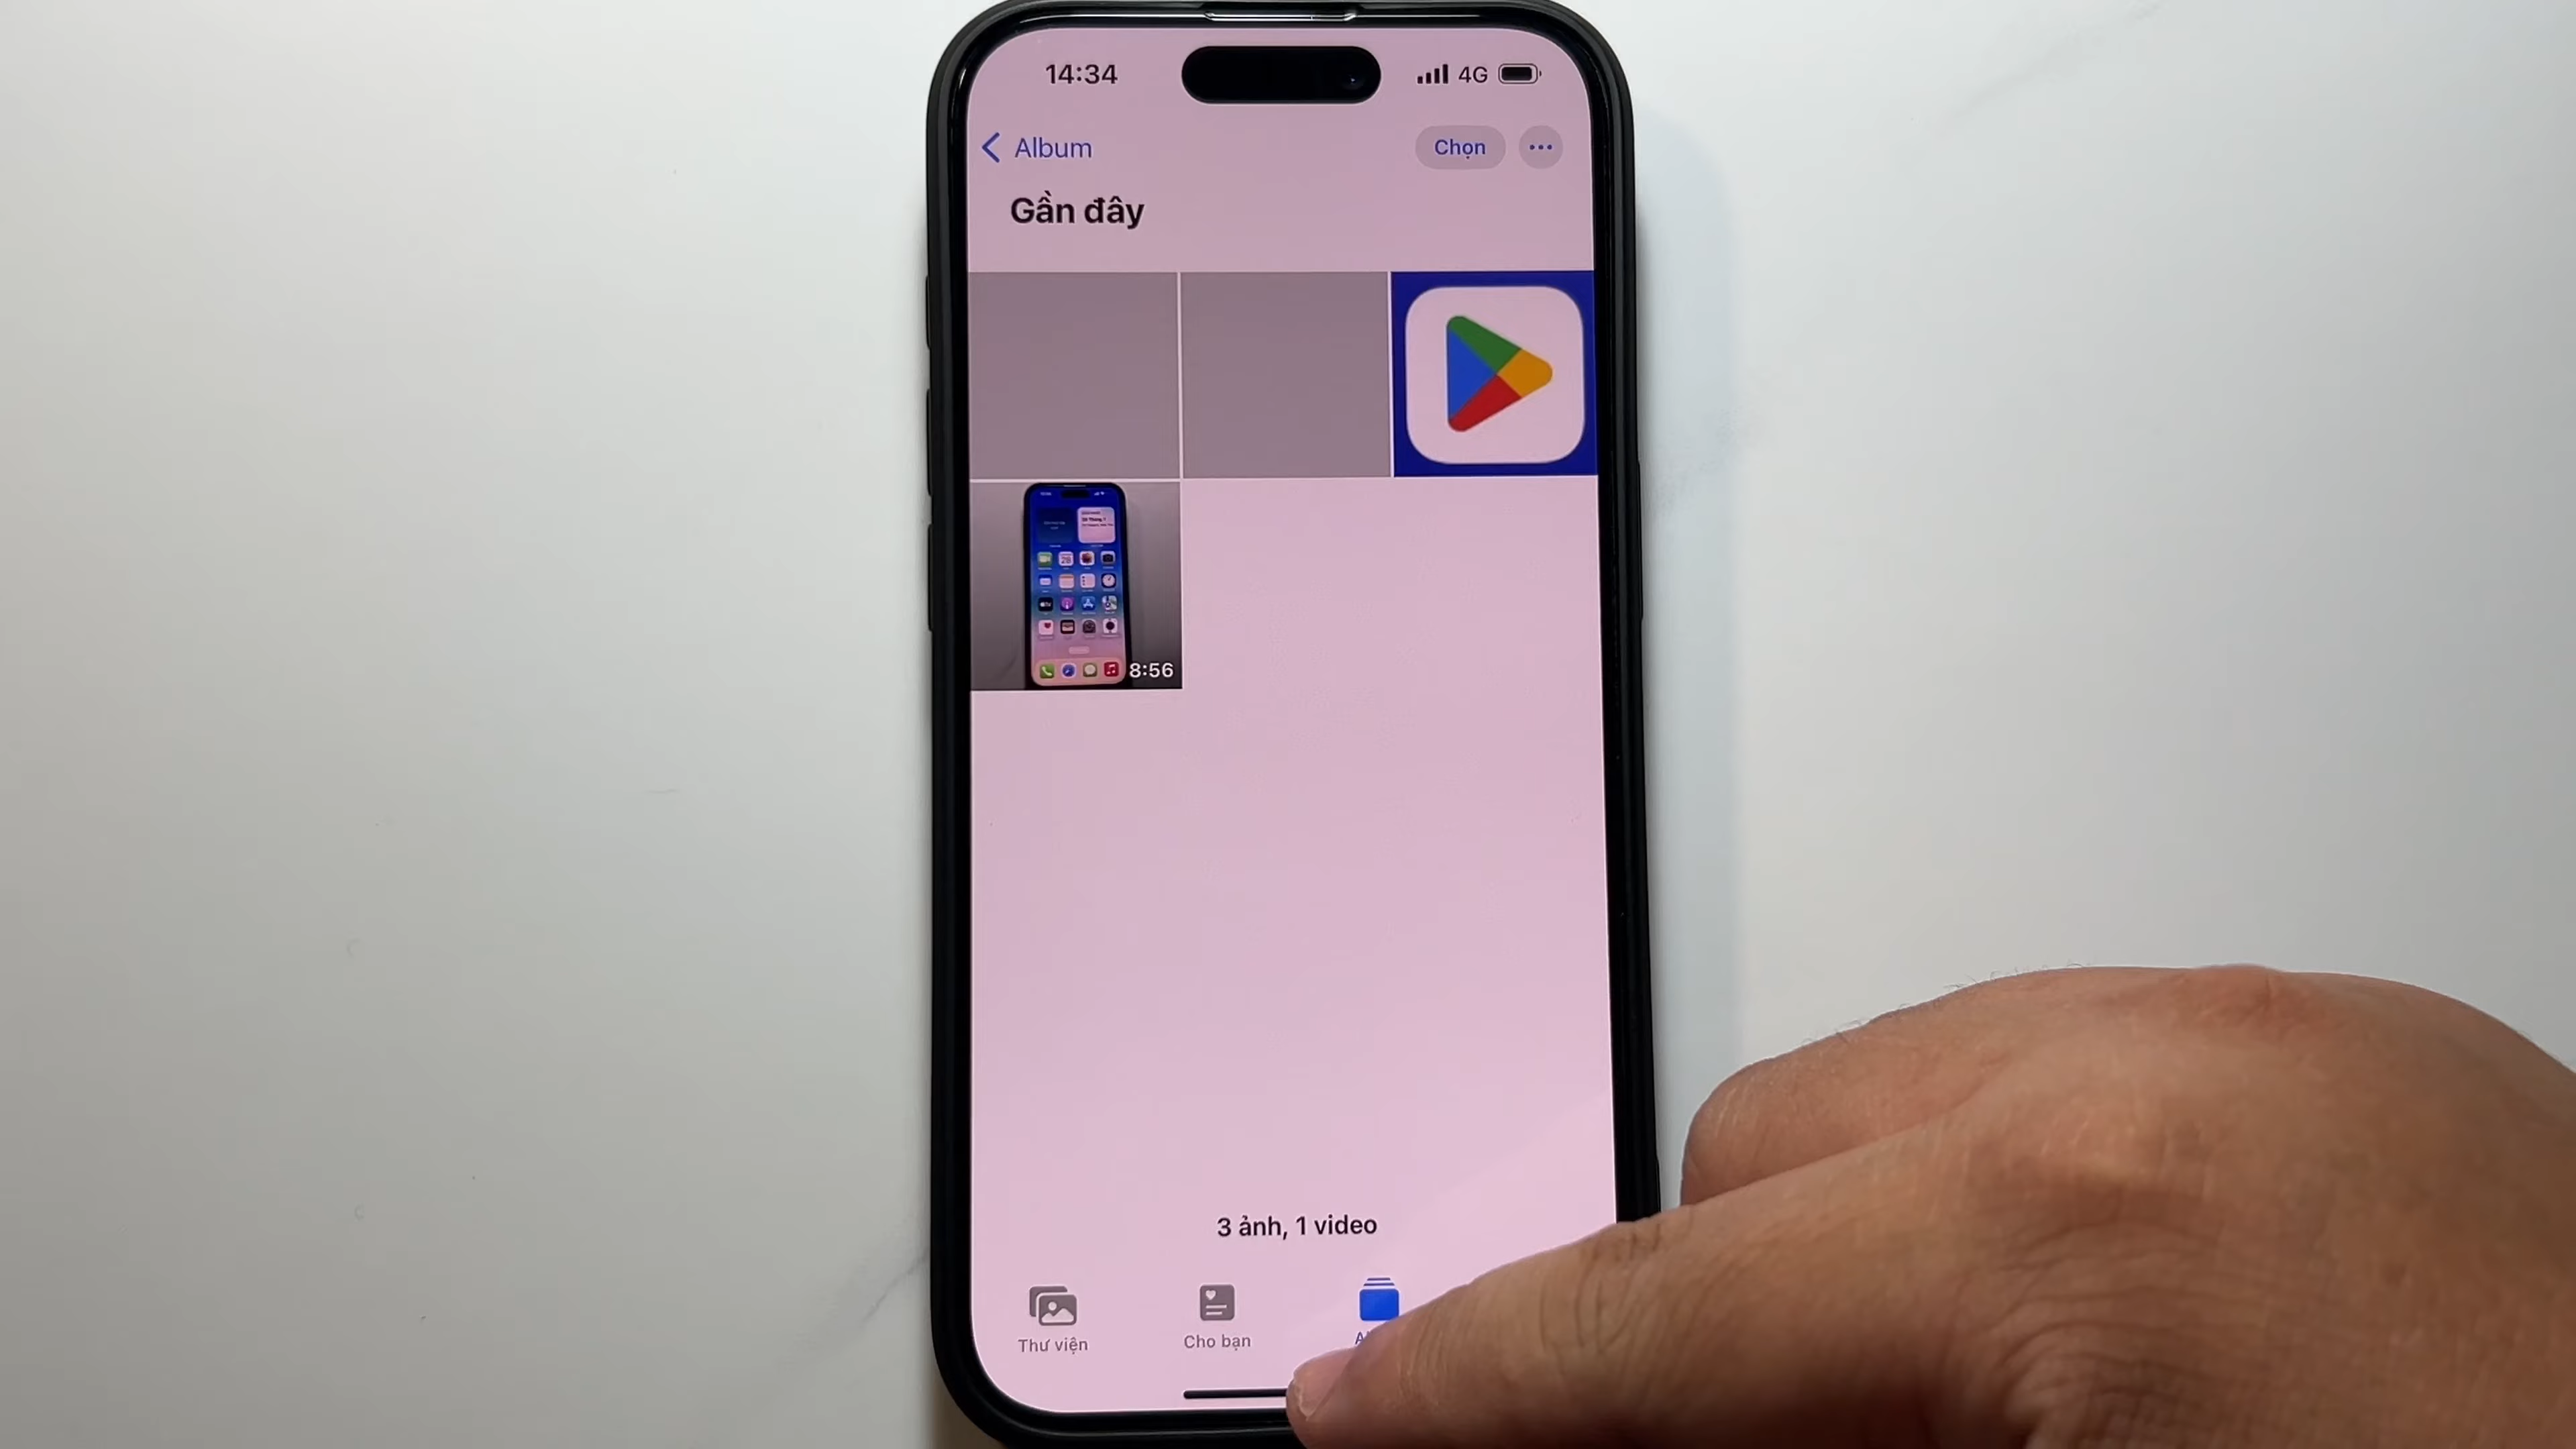 14:34
4G
Album
Chọn
Gần đây
8:56
3 ảnh, 1 video
Thư viện
Cho bạn